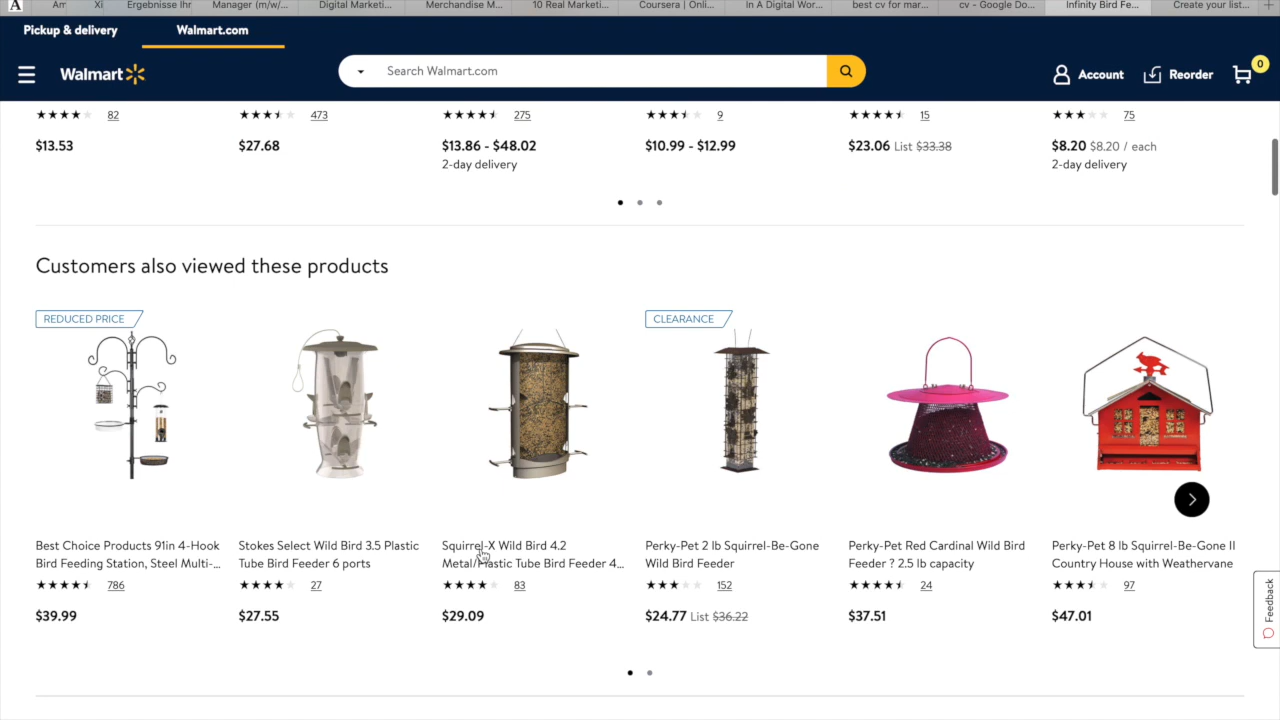 A
Am
Xi
Ergebnisse Ihr
Manager (m/w/...
Digital Marketi...
Merchandise M...
10 Real Marketi...
Coursera | Onli...
In A Digital Wor...
best cv for mar...
cv - Google Do...
Infinity Bird Fe...
Create your list...
Pickup & delivery
Walmart.com
Walmart
Search Walmart.com
Account
Reorder
0
82
473
275
9
15
75
$13.53
$27.68
$13.86 - $48.02
$10.99 - $12.99
$23.06 List $33.38
$8.20 $8.20 / each
2-day delivery
2-day delivery
Customers also viewed these products
REDUCED PRICE
CLEARANCE
Best Choice Products 91in 4-Hook
Bird Feeding Station, Steel Multi-...
786
$39.99
Stokes Select Wild Bird 3.5 Plastic
Tube Bird Feeder 6 ports
27
$27.55
Squirrel-X Wild Bird 4.2
Metal/Plastic Tube Bird Feeder 4...
83
$29.09
Perky-Pet 2 lb Squirrel-Be-Gone
Wild Bird Feeder
152
$24.77 List $36.22
Perky-Pet Red Cardinal Wild Bird
Feeder ? 2.5 lb capacity
24
$37.51
Perky-Pet 8 lb Squirrel-Be-Gone II
Country House with Weathervane
97
$47.01
Feedback